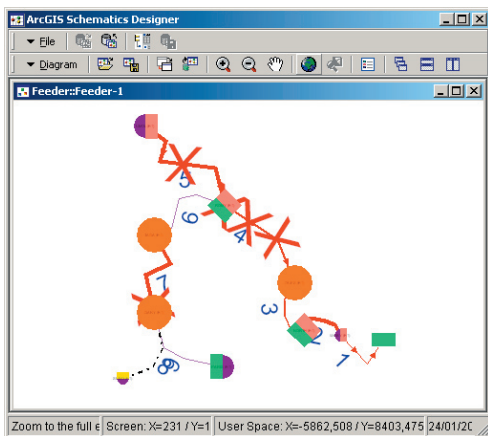 ArcGIS Schematics Designer
File
Diagram
Feeder::Feeder-1
5
6
4
7
3
2
1
8
9
Zoom to the full e Screen: X=231 / Y=1 User Space: X=-5862,508 / Y=8403,475 24/01/20